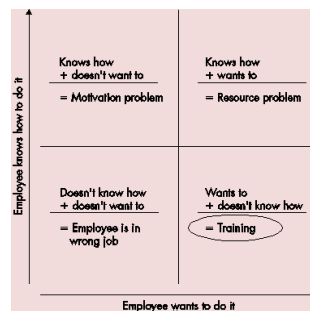 Employee knows how to do it
Knows how
+ doesn't want to
= Motivation problem
Knows how
+ wants to
= Resource problem
Doesn't know how
+ doesn't want to
= Employee is in
wrong job
Wants to
+ doesn't know how
= Training
Employee wants to do it